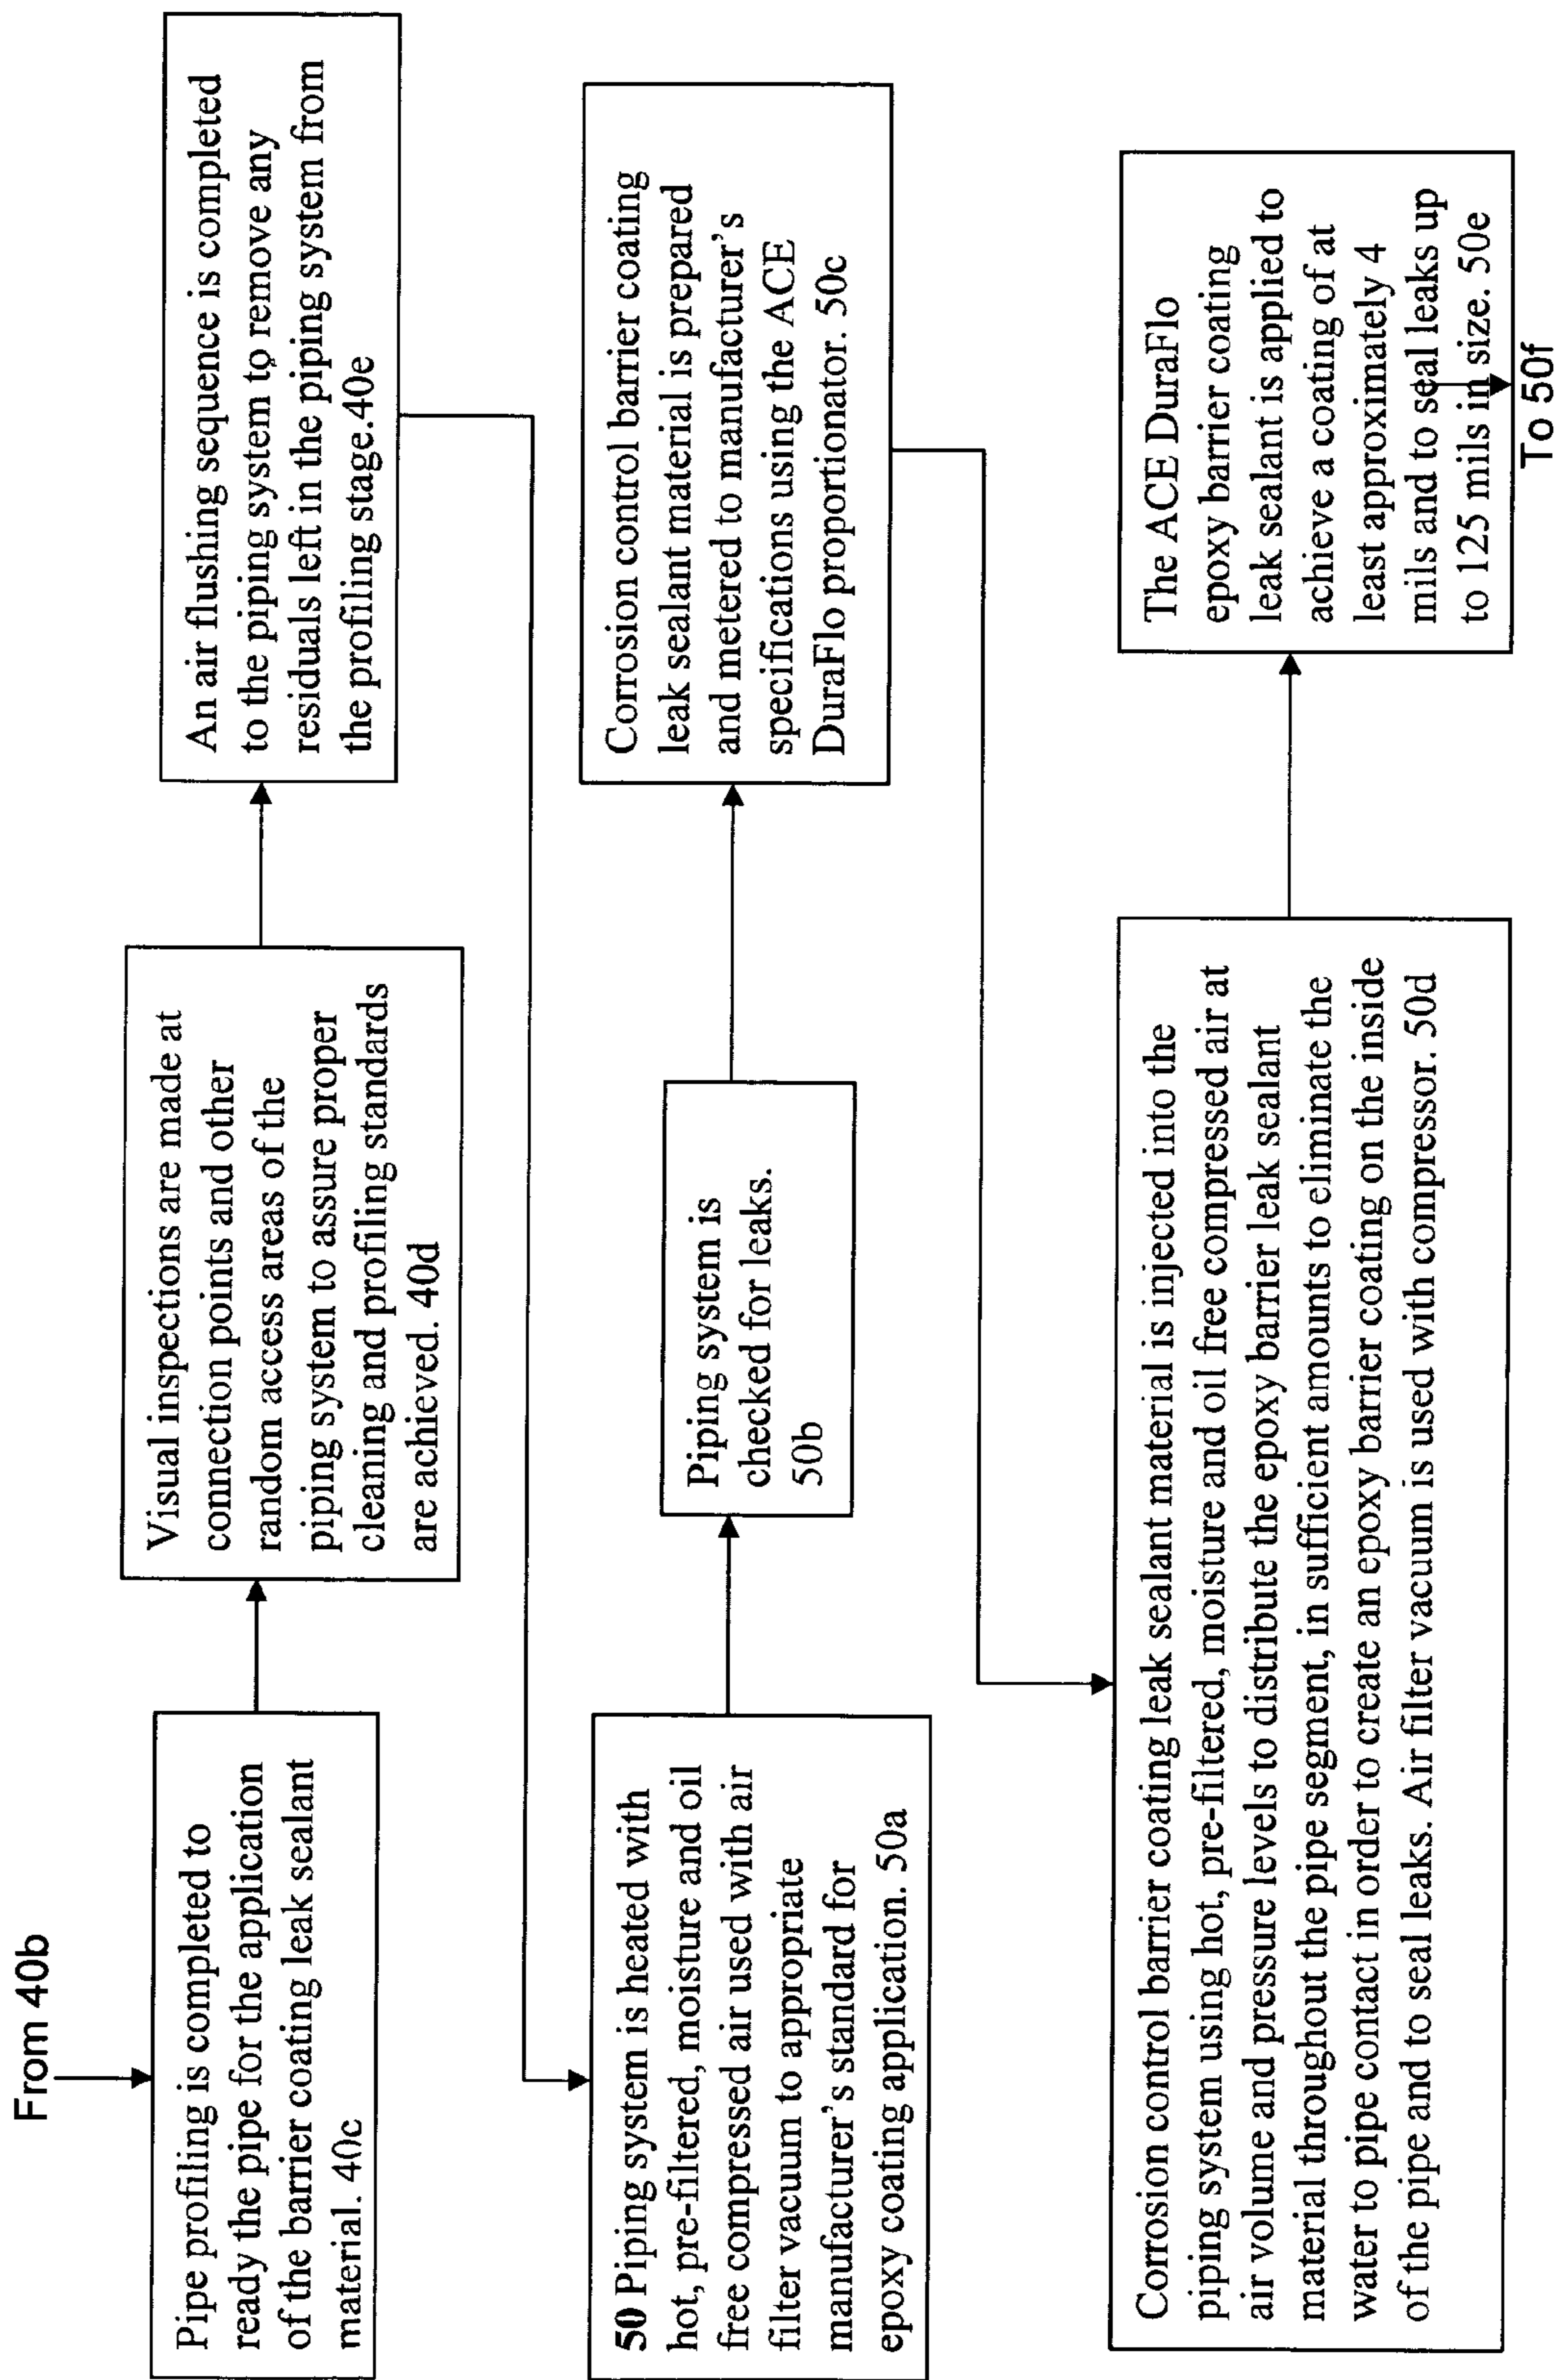 From 40b
Pipe profiling is completed to
ready the pipe for the application
of the barrier coating leak sealant
material. 40c
Visual inspections are made at
connection points and other
random access areas of the
piping system to assure proper
cleaning and profiling standards
are achieved. 40d
An air flushing sequence is completed
to the piping system to remove any
residuals left in the piping system from
the profiling stage.40e
50 Piping system is heated with
hot, pre-filtered, moisture and oil
free compressed air used with air
filter vacuum to appropriate
manufacturer's standard for
epoxy coating application. 50a
Piping system is
checked for leaks.
50b
Corrosion control barrier coating
leak sealant material is prepared
and metered to manufacturer's
specifications using the ACE
DuraFlo proportionator. 50c
Corrosion control barrier coating leak sealant material is injected into the
piping system using hot, pre-filtered, moisture and oil free compressed air at
air volume and pressure levels to distribute the epoxy barrier leak sealant
material throughout the pipe segment, in sufficient amounts to eliminate the
water to pipe contact in order to create an epoxy barrier coating on the inside
of the pipe and to seal leaks. Air filter vacuum is used with compressor. 50d
The ACE DuraFlo
epoxy barrier coating
leak sealant is applied to
achieve a coating of at
least approximately 4
mils and to seal leaks up
to 125 mils in size. 50e
To 50f